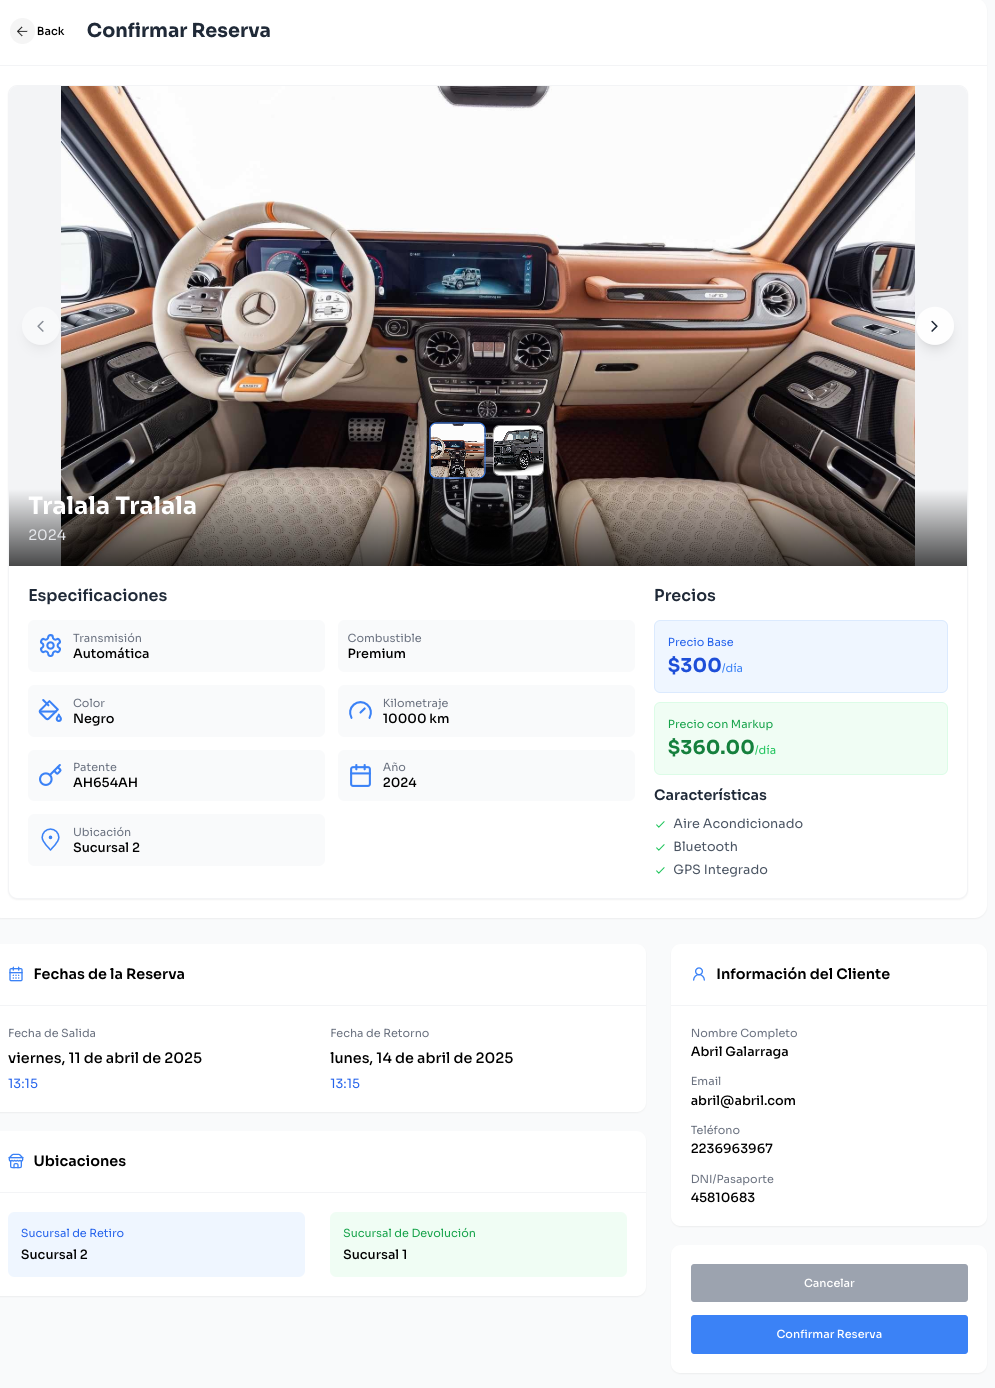 Back
Confirmar Reserva
Tralala Tralala
2024
Especificaciones
Transmisión
Automática
Combustible
Premium
Color
Negro
Kilometraje
10000 km
Patente
AH654AH
Año
2024
Ubicación
Sucursal 2
Precios
Precio Base
$300/día
Precio con Markup
$360.00/día
Características
Aire Acondicionado
Bluetooth
GPS Integrado
Fechas de la Reserva
Fecha de Salida
viernes, 11 de abril de 2025
13:15
Fecha de Retorno
lunes, 14 de abril de 2025
13:15
Ubicaciones
Sucursal de Retiro
Sucursal 2
Sucursal de Devolución
Sucursal 1
Información del Cliente
Nombre Completo
Abril Galarraga
Email
abril@abril.com
Teléfono
2236963967
DNI/Pasaporte
45810683
Cancelar
Confirmar Reserva